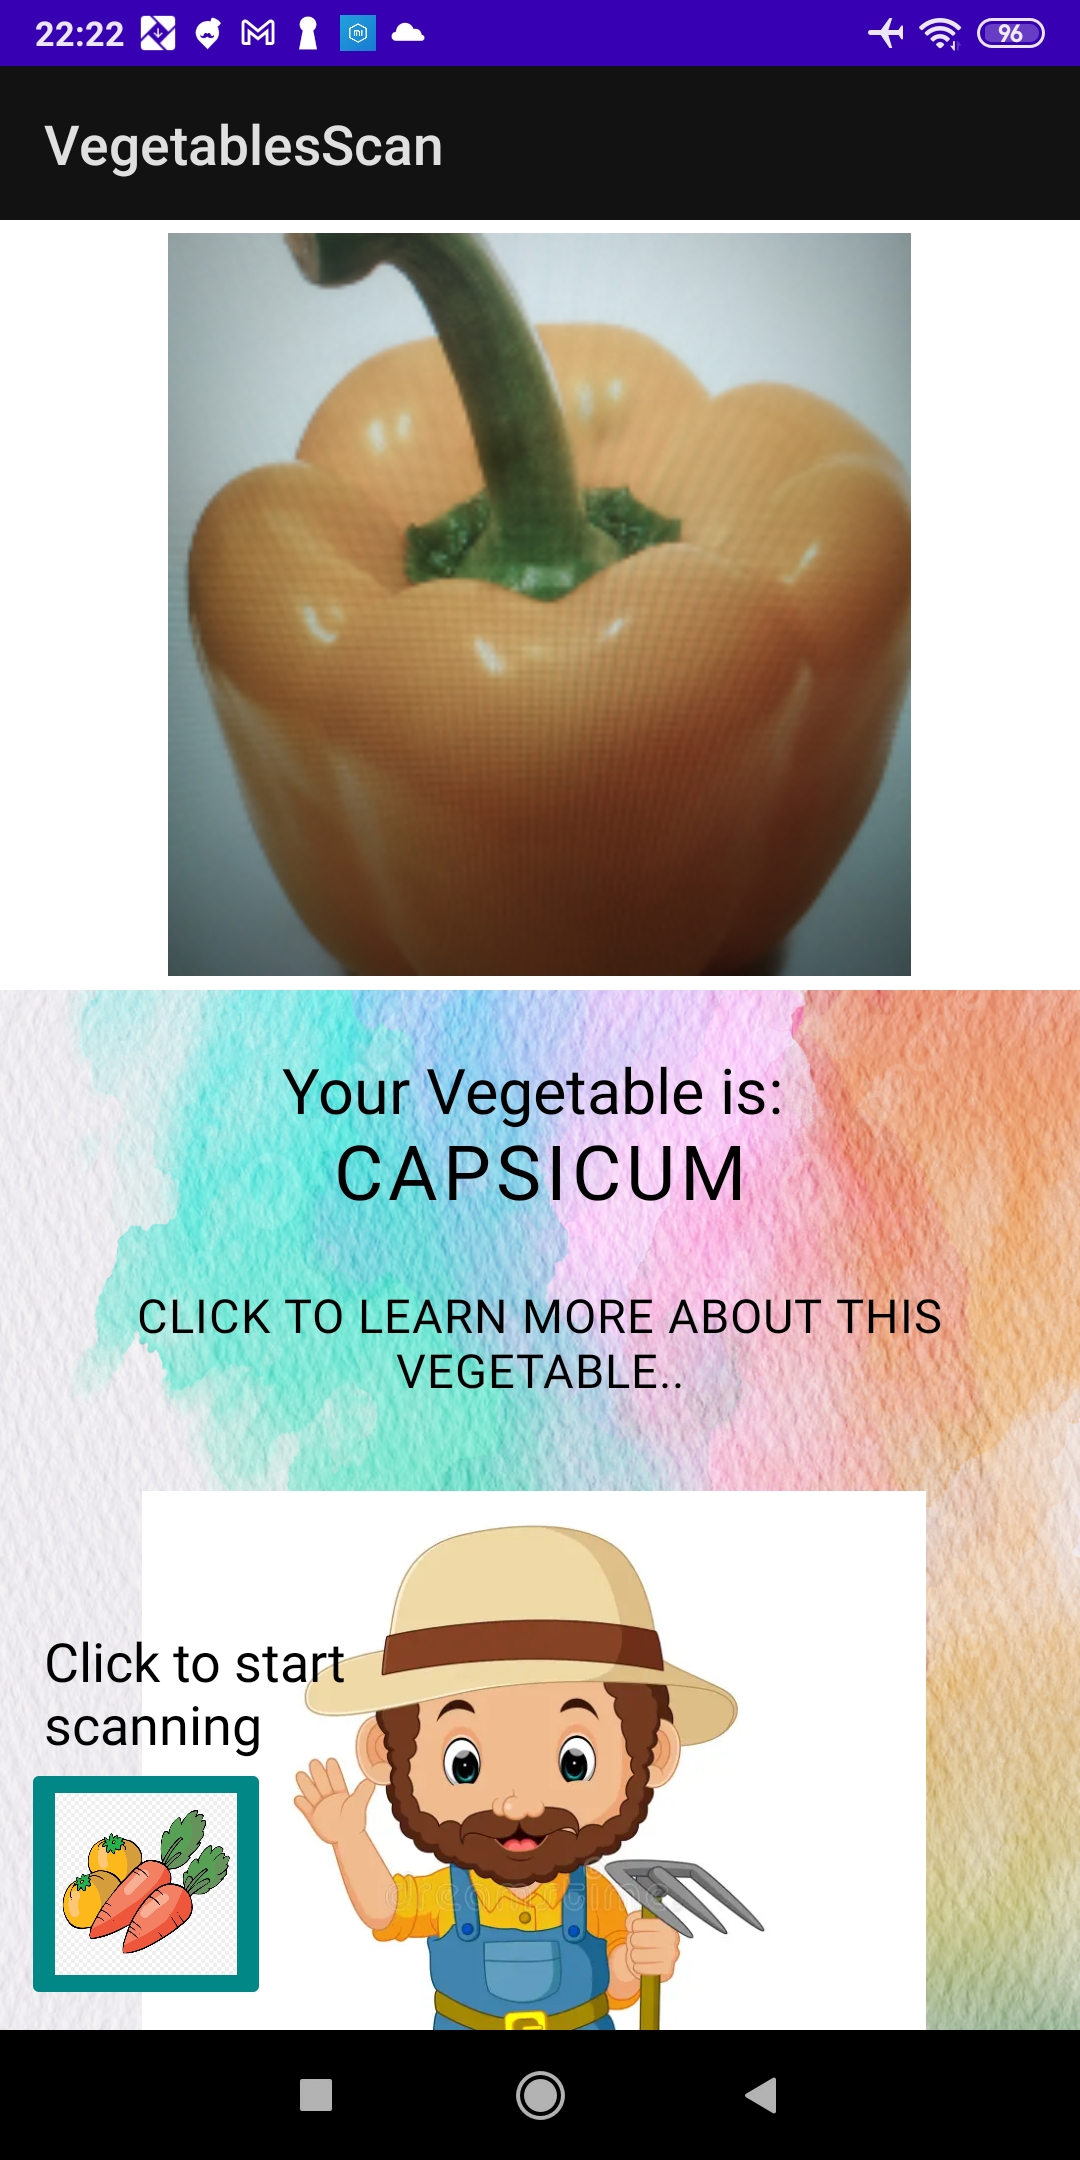 22:22
96
VegetablesScan
Your Vegetable is:
CAPSICUM
CLICK TO LEARN MORE ABOUT THIS
VEGETABLE..
Click to start
scanning
dreamstime